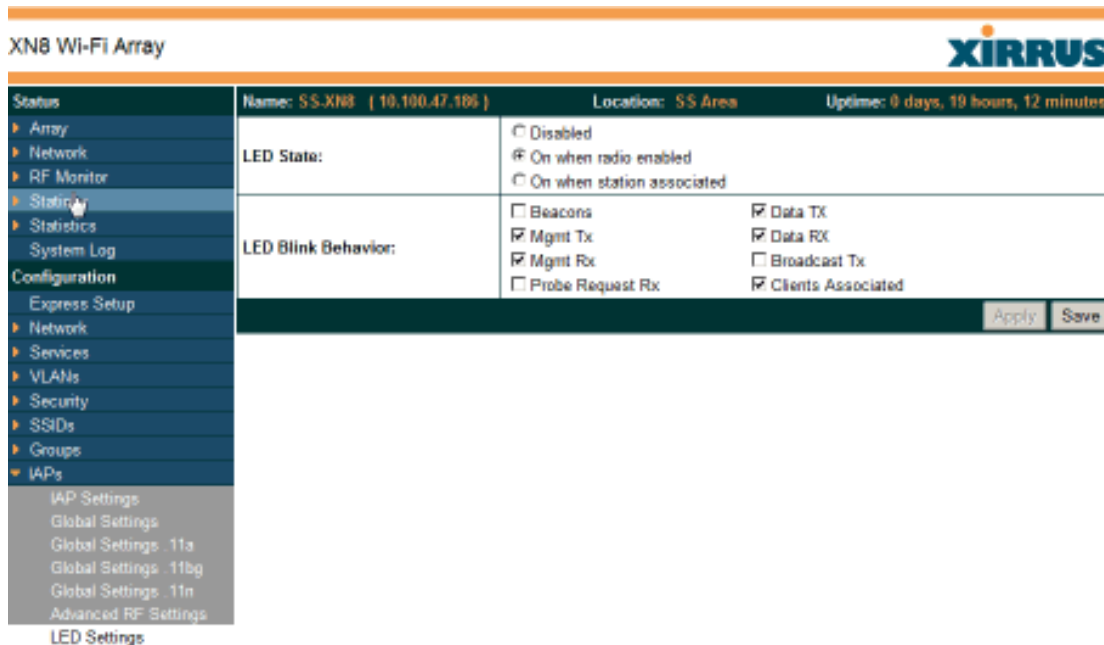 XN8 Wi-Fi Array
XIRRUS
Status
Array
Network
RF Monitor
Statistics
System Log
Configuration
Express Setup
Network
Services
VLANs
Security
SSIDs
Groups
IAPs
IAP Settings
Global Settings
Global Settings .11a
Global Settings .11bg
Global Settings .11n
Advanced RF Settings
LED Settings
Name: SS-XN8 ( 10.100.47.186 ) Location: SS Area Uptime: 0 days, 19 hours, 12 minutes
LED State:
Disabled
On when radio enabled
On when station associated
LED Blink Behavior:
Beacons Data TX
Mgmt Tx Data RX
Mgmt Rx Broadcast Tx
Probe Request Rx Clients Associated
Apply Save